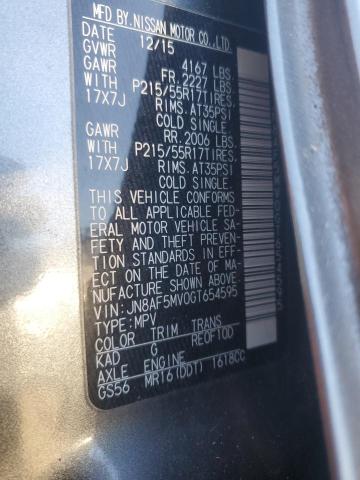 MFD.BY.NISSAN MOTOR CO.,LTD.
DATE 12/15
GVWR 4167 LBS.
GAWR FR.2227 LBS.
WITH P215/55R17TIRES.
17X7J RIMS.AT35PSI
COLD SINGLE.
GAWR RR.2006 LBS.
WITH P215/55R17TIRES.
17X7J RIMS.AT35PSI
COLD SINGLE.
THIS VEHICLE CONFORMS
TO ALL APPLICABLE FED-
ERAL MOTOR VEHICLE SA-
FETY AND THEFT PREVEN-
TION STANDARDS IN EFF-
ECT ON THE DATE OF MA-
NUFACTURE SHOWN ABOVE.
VIN: JN8AF5MV0GT654595
TYPE:MPV
COLOR TRIM TRANS
KAD G RE0F10D
AXLE ENGINE
GS56 MR16(DDT) 1618CC